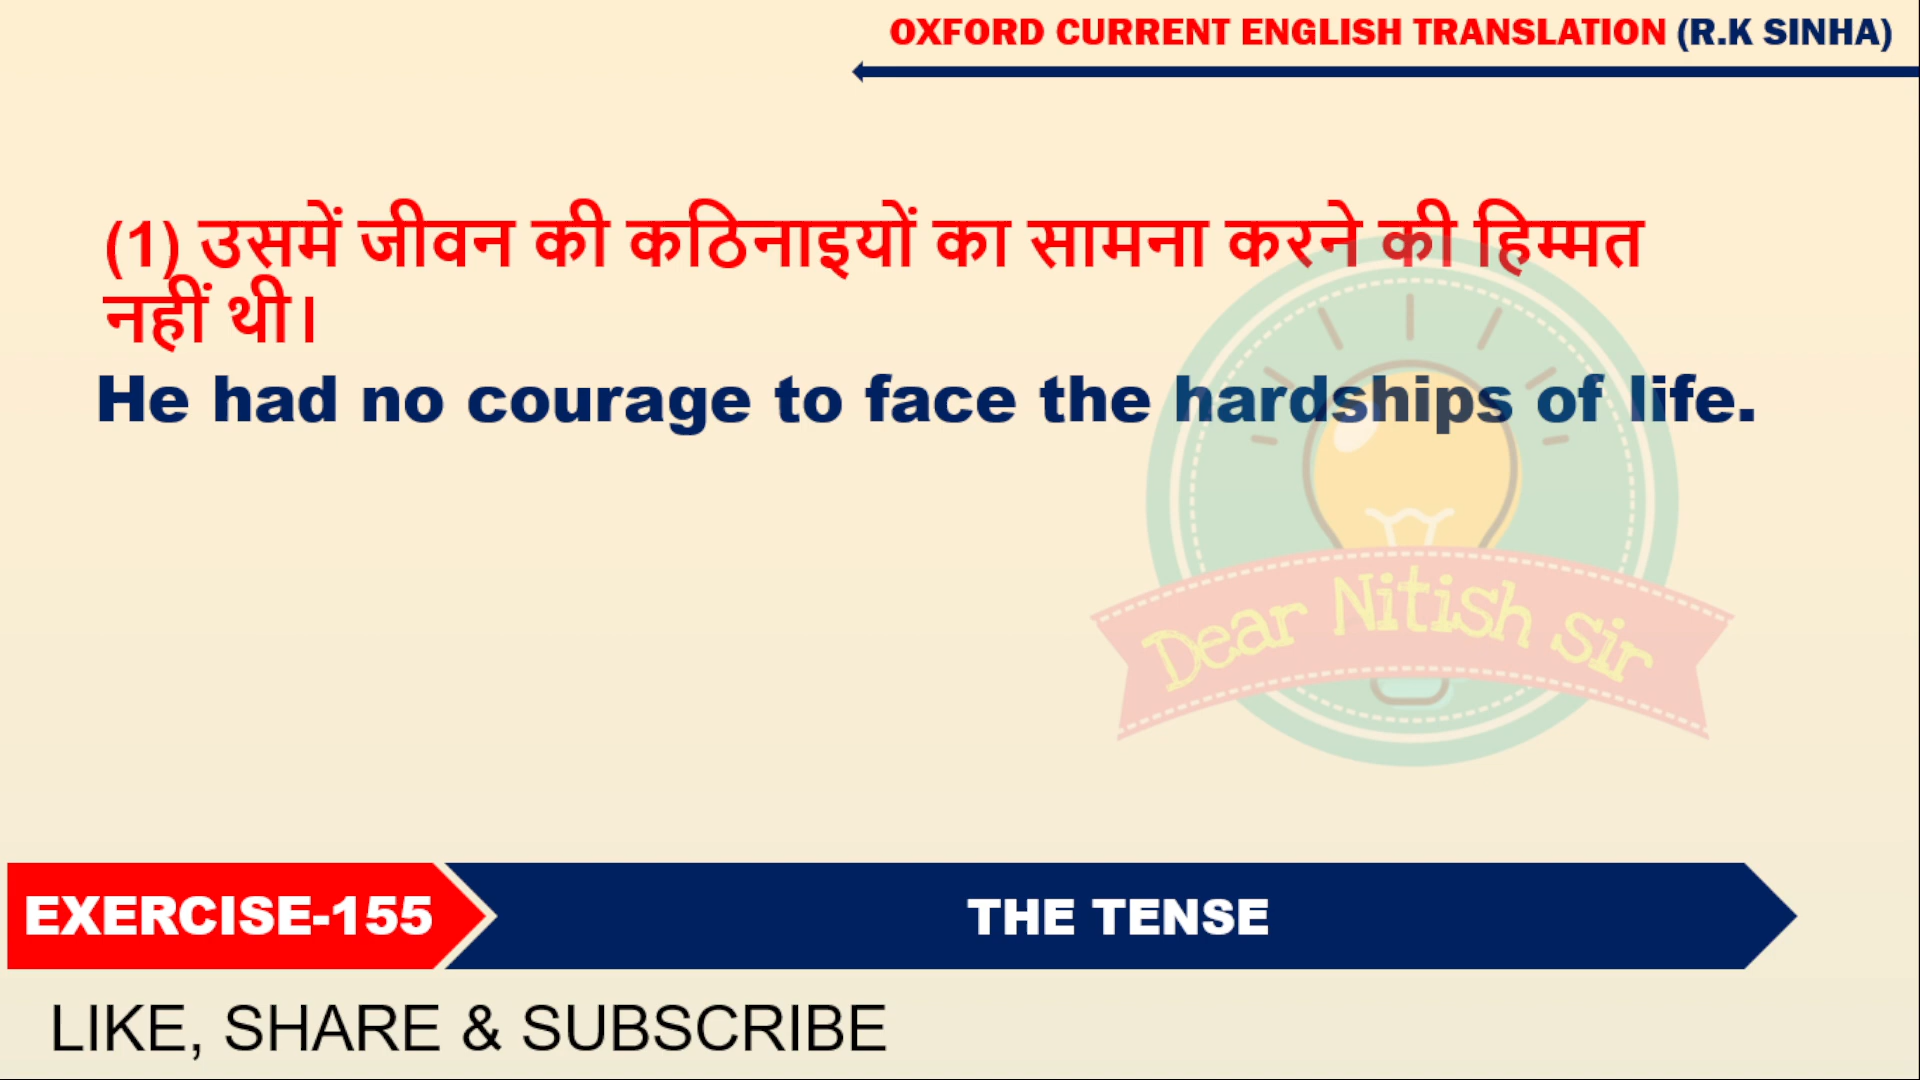 OXFORD CURRENT ENGLISH TRANSLATION (R.K SINHA)
(1) उसमें जीवन की कठिनाइयों का सामना करने की हिम्मत
नहीं थी।
He had no courage to face the hardships of life.
Dear Nitish Sir
EXERCISE-155
THE TENSE
LIKE, SHARE & SUBSCRIBE